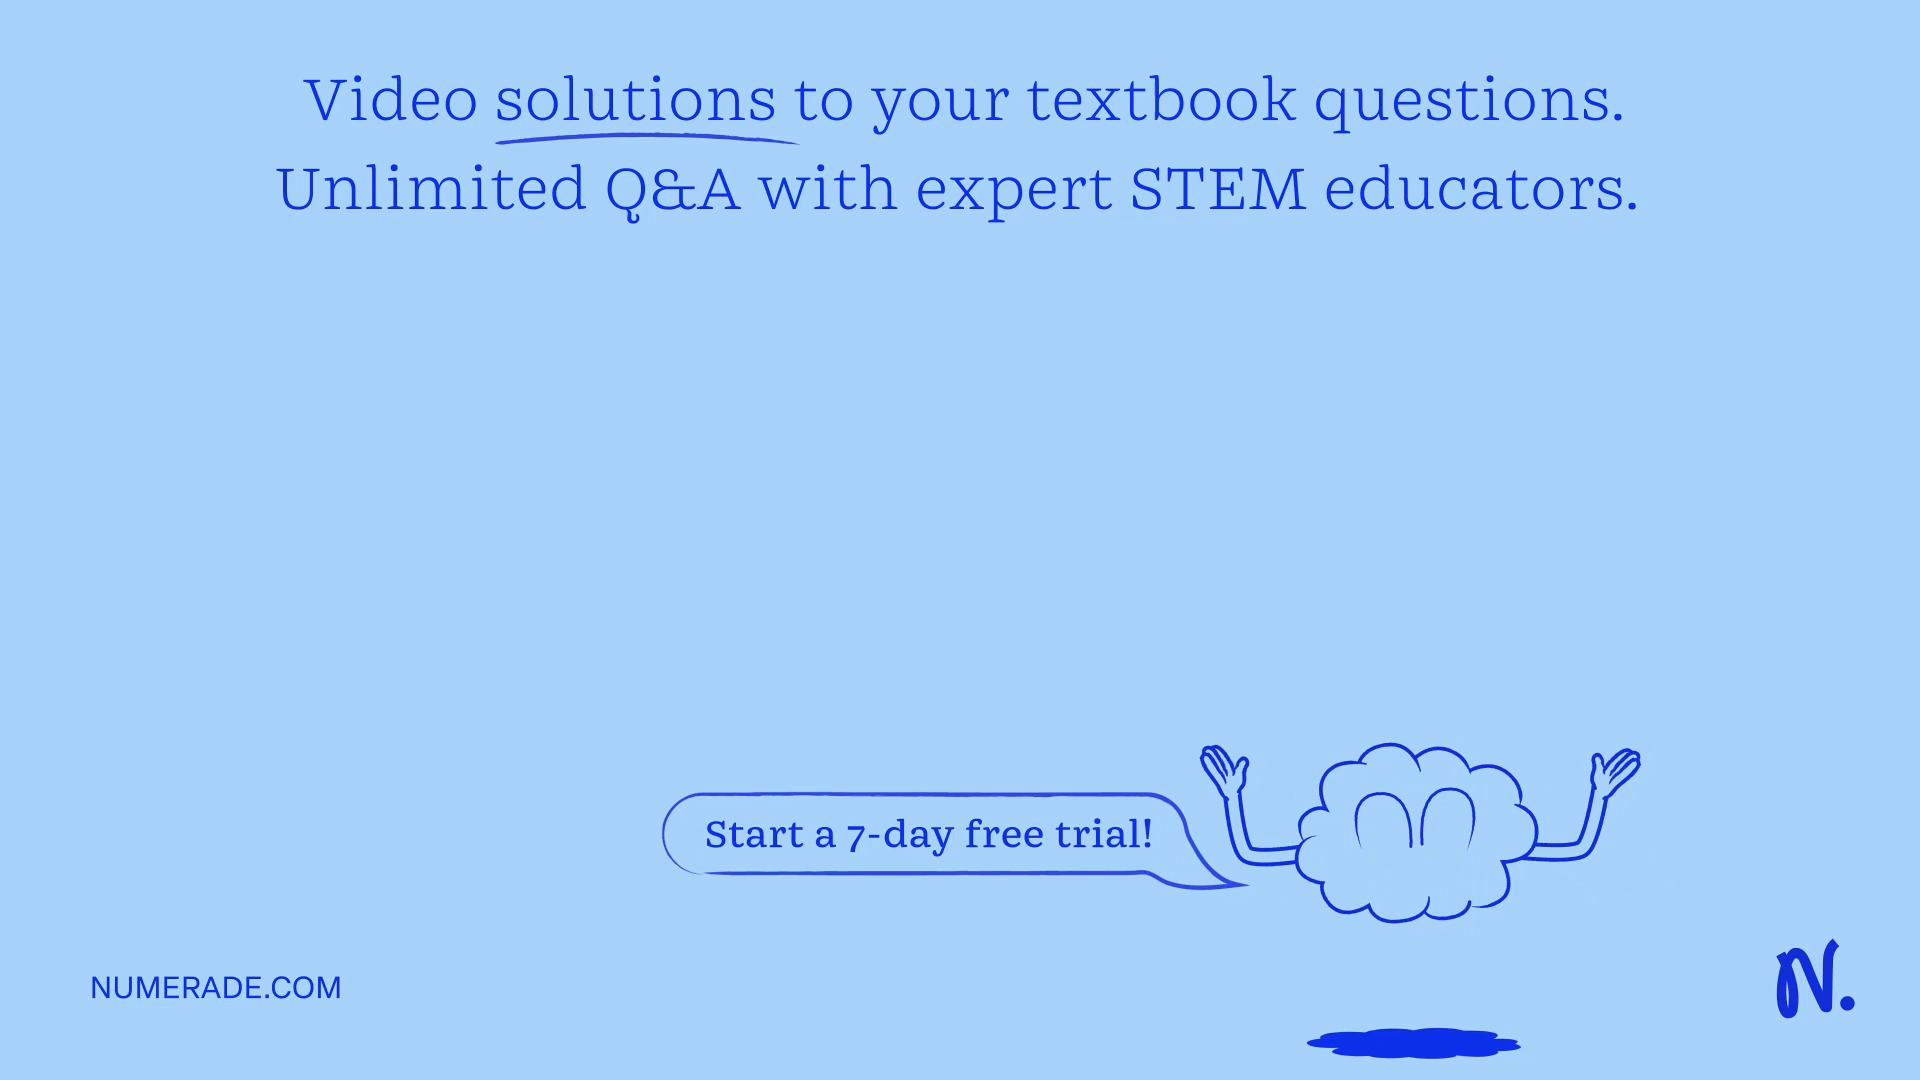 Video solutions to your textbook questions.
Unlimited Q&A with expert STEM educators.
Start a 7-day free trial!
NUMERADE.COM
N.